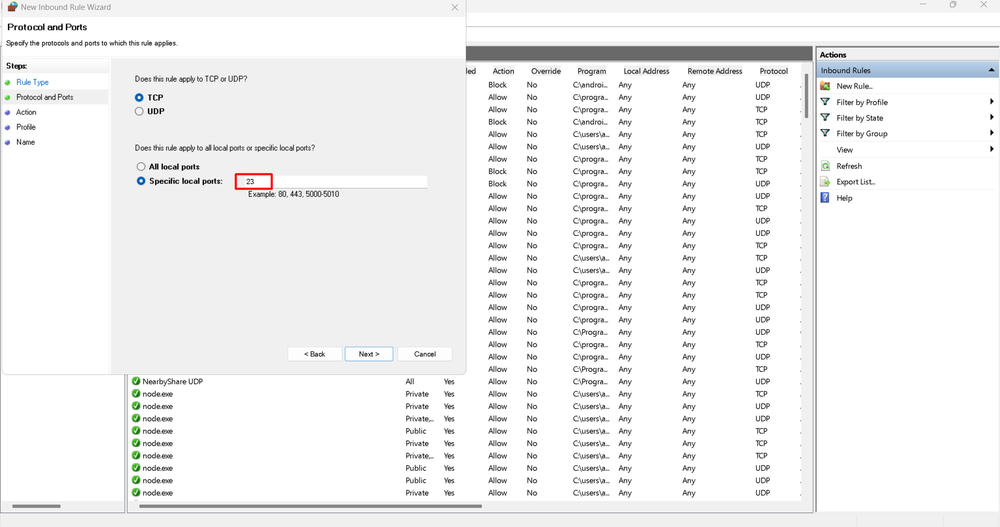 New Inbound Rule Wizard
Protocol and Ports
Specify the protocols and ports to which this rule applies.
Steps:
Rule Type
Protocol and Ports
Action
Profile
Name
Does this rule apply to TCP or UDP?
TCP
UDP
Does this rule apply to all local ports or specific local ports?
All local ports
Specific local ports: 23
Example: 80, 443, 5000-5010
< Back Next > Cancel
led Action Override Program Local Address Remote Address Protocol
Block No C:\androi... Any Any UDP
Allow No C:\progra... Any Any UDP
Allow No C:\progra... Any Any TCP
Block No C:\androi... Any Any TCP
Allow No C:\users\a... Any Any TCP
Allow No C:\users\a... Any Any UDP
Allow No C:\progra... Any Any TCP
Block No C:\progra... Any Any TCP
Block No C:\progra... Any Any UDP
Allow No C:\progra... Any Any UDP
Allow No C:\progra... Any Any TCP
Allow No C:\progra... Any Any UDP
Allow No C:\progra... Any Any UDP
Allow No C:\progra... Any Any TCP
Allow No C:\users\a... Any Any TCP
Allow No C:\users\a... Any Any UDP
Allow No C:\progra... Any Any TCP
Allow No C:\progra... Any Any TCP
Allow No C:\progra... Any Any UDP
Allow No C:\progra... Any Any UDP
Allow No C:\Progra... Any Any UDP
Allow No C:\progra... Any Any TCP
Allow No C:\progra... Any Any UDP
Allow No C:\Progra... Any Any TCP
NearbyShare UDP All Yes Allow No C:\Progra... Any Any UDP
node.exe Private Yes Allow No C:\users\a... Any Any TCP
node.exe Private Yes Allow No C:\users\a... Any Any UDP
node.exe Private,... Yes Allow No C:\users\a... Any Any UDP
node.exe Public Yes Allow No C:\users\a... Any Any TCP
node.exe Private Yes Allow No C:\users\a... Any Any TCP
node.exe Private,... Yes Allow No C:\users\a... Any Any TCP
node.exe Public Yes Allow No C:\users\a... Any Any UDP
node.exe Public Yes Allow No C:\users\a... Any Any UDP
node.exe Private Yes Allow No C:\users\a... Any Any UDP
Actions
Inbound Rules
New Rule...
Filter by Profile
Filter by State
Filter by Group
View
Refresh
Export List...
Help